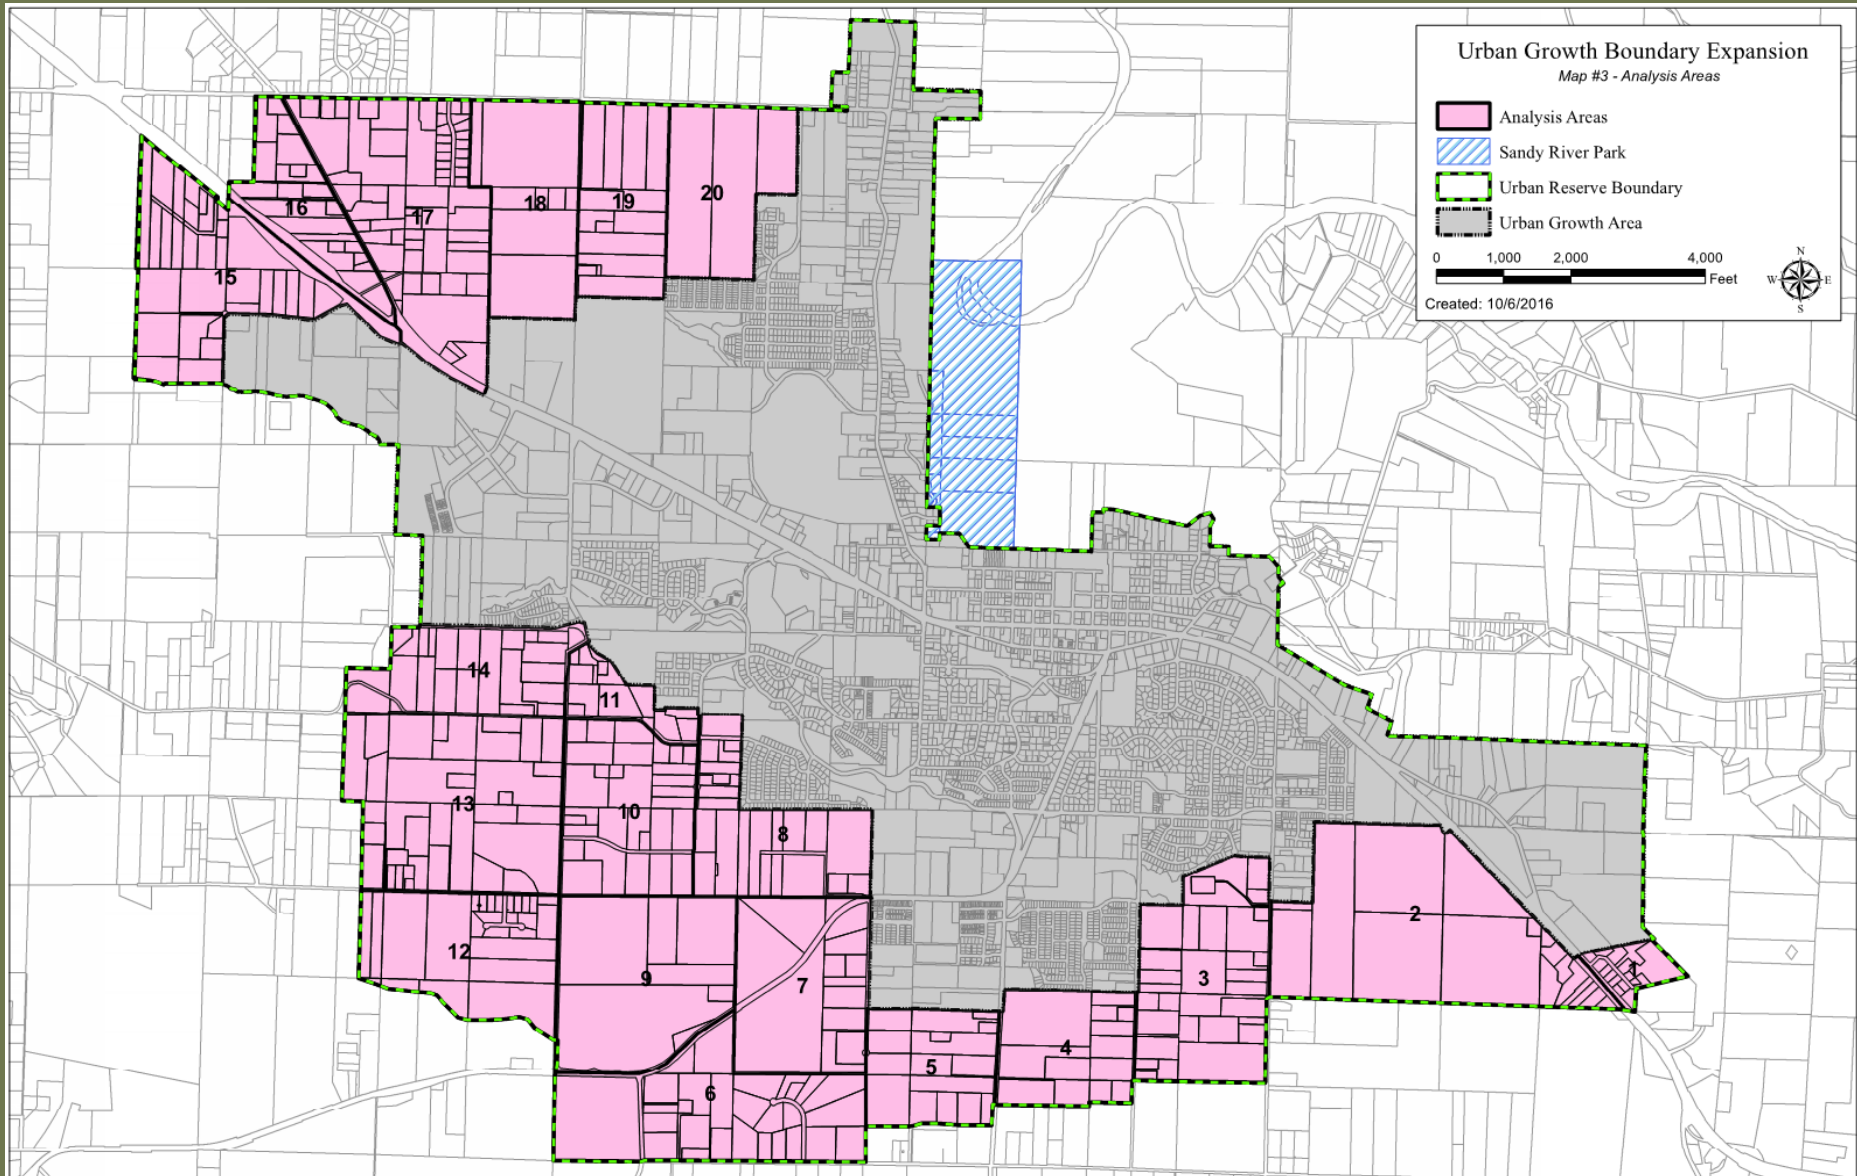 Urban Growth Boundary Expansion
Map #3 - Analysis Areas
Analysis Areas
Sandy River Park
Urban Reserve Boundary
Urban Growth Area
0 1,000 2,000 4,000
Feet
Created: 10/6/2016
N
W E
S
20
19
18
16
17
15
14
11
13
10
8
12
9
7
2
1
3
4
5
6